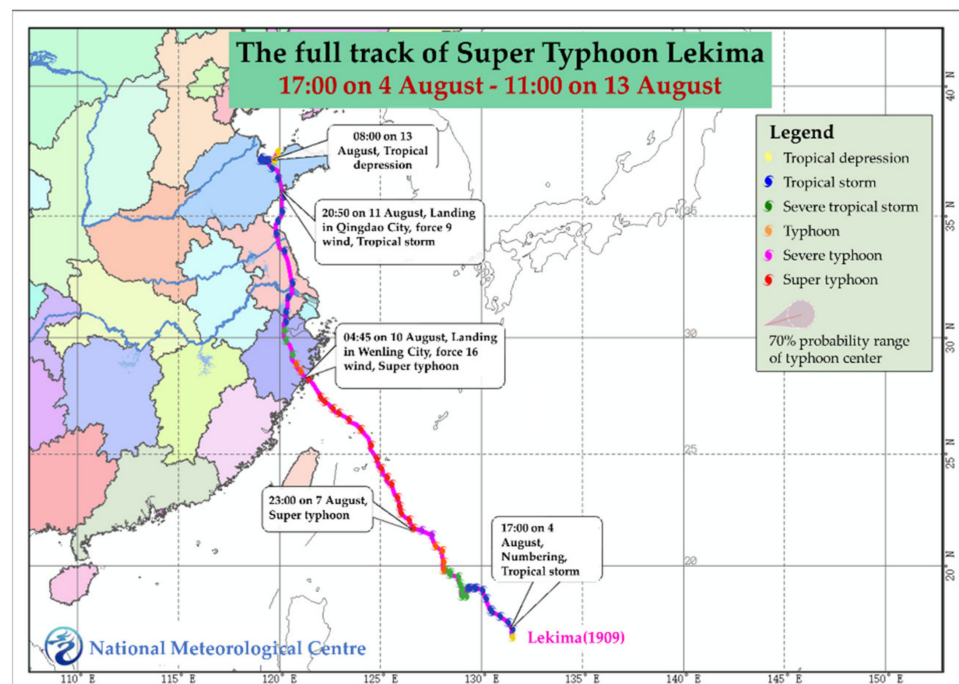 The full track of Super Typhoon Lekima
17:00 on 4 August - 11:00 on 13 August
08:00 on 13
August, Tropical
depression
20:50 on 11 August, Landing
in Qingdao City, force 9
wind, Tropical storm
04:45 on 10 August, Landing
in Wenling City, force 16
wind, Super typhoon
23:00 on 7 August,
Super typhoon
17:00 on 4
August,
Numbering,
Tropical storm
Lekima(1909)
Legend
Tropical depression
Tropical storm
Severe tropical storm
Typhoon
Severe typhoon
Super typhoon
70% probability range
of typhoon center
40° N
35° N
30° N
25° N
20° N
35
30
25
20
National Meteorological Centre
110° E
115° E
120° E
125° E
130° E
135° E
140° E
145° E
150° E